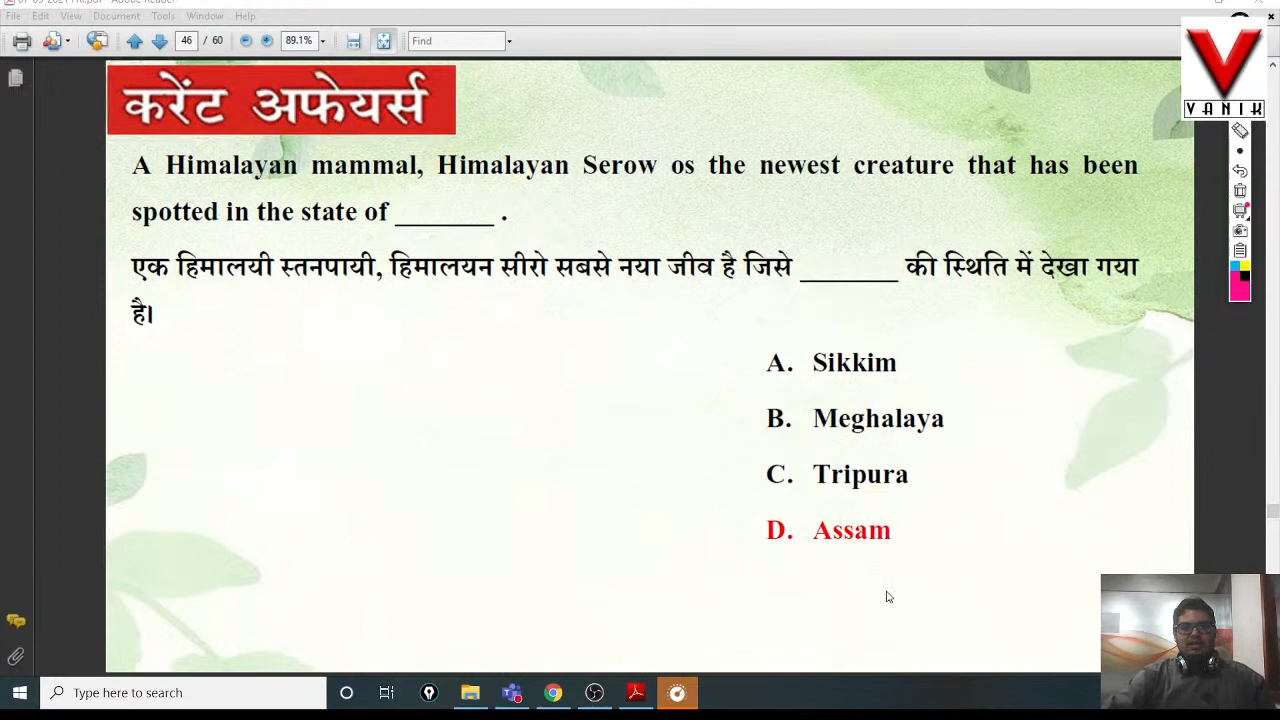 File Edit View Document Tools Window Help
46 / 60 89.1% Find
VANIK
करेंट अफेयर्स
A Himalayan mammal, Himalayan Serow os the newest creature that has been
spotted in the state of _______ .
एक हिमालयी स्तनपायी, हिमालयन सीरो सबसे नया जीव है जिसे _______ की स्थिति में देखा गया
है।
A. Sikkim
B. Meghalaya
C. Tripura
D. Assam
Type here to search